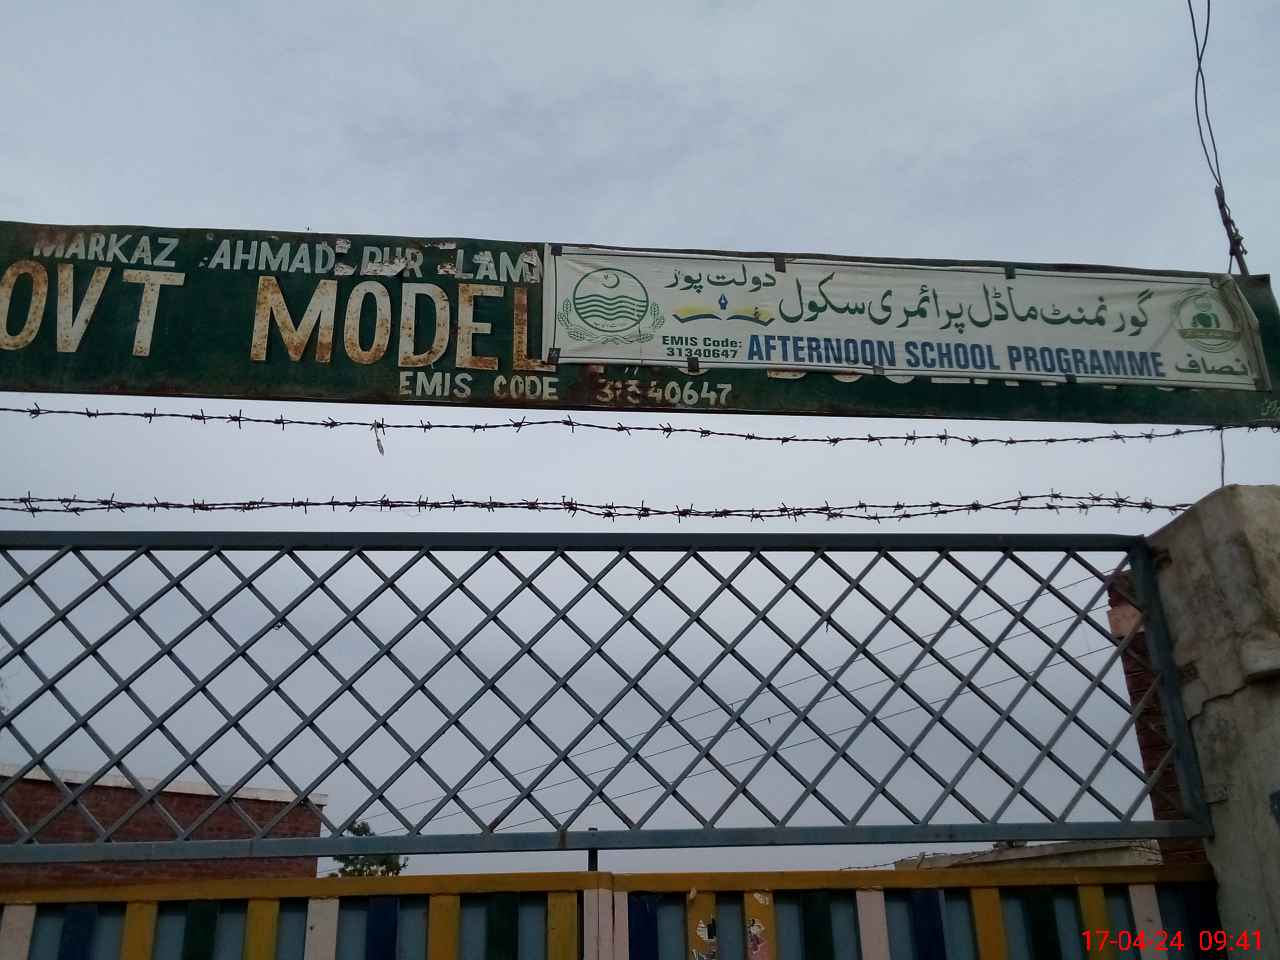 MARKAZ AHMAD PUR LAM
OVT MODEL
EMIS CODE 31340647
دولت پور
گورنمنٹ ماڈل پرائمری سکول
EMIS Code:
31340647
AFTERNOON SCHOOL PROGRAMME
انصاف
17-04-24 09:41